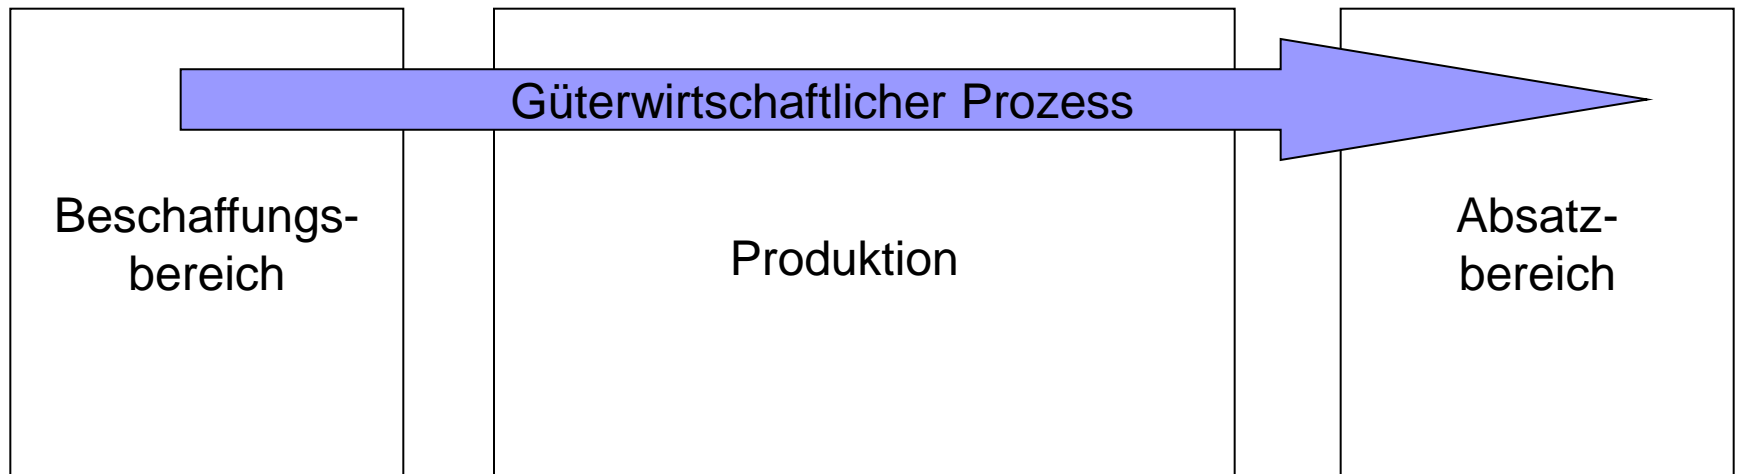 Güterwirtschaftlicher Prozess
Beschaffungs-
bereich
Produktion
Absatz-
bereich